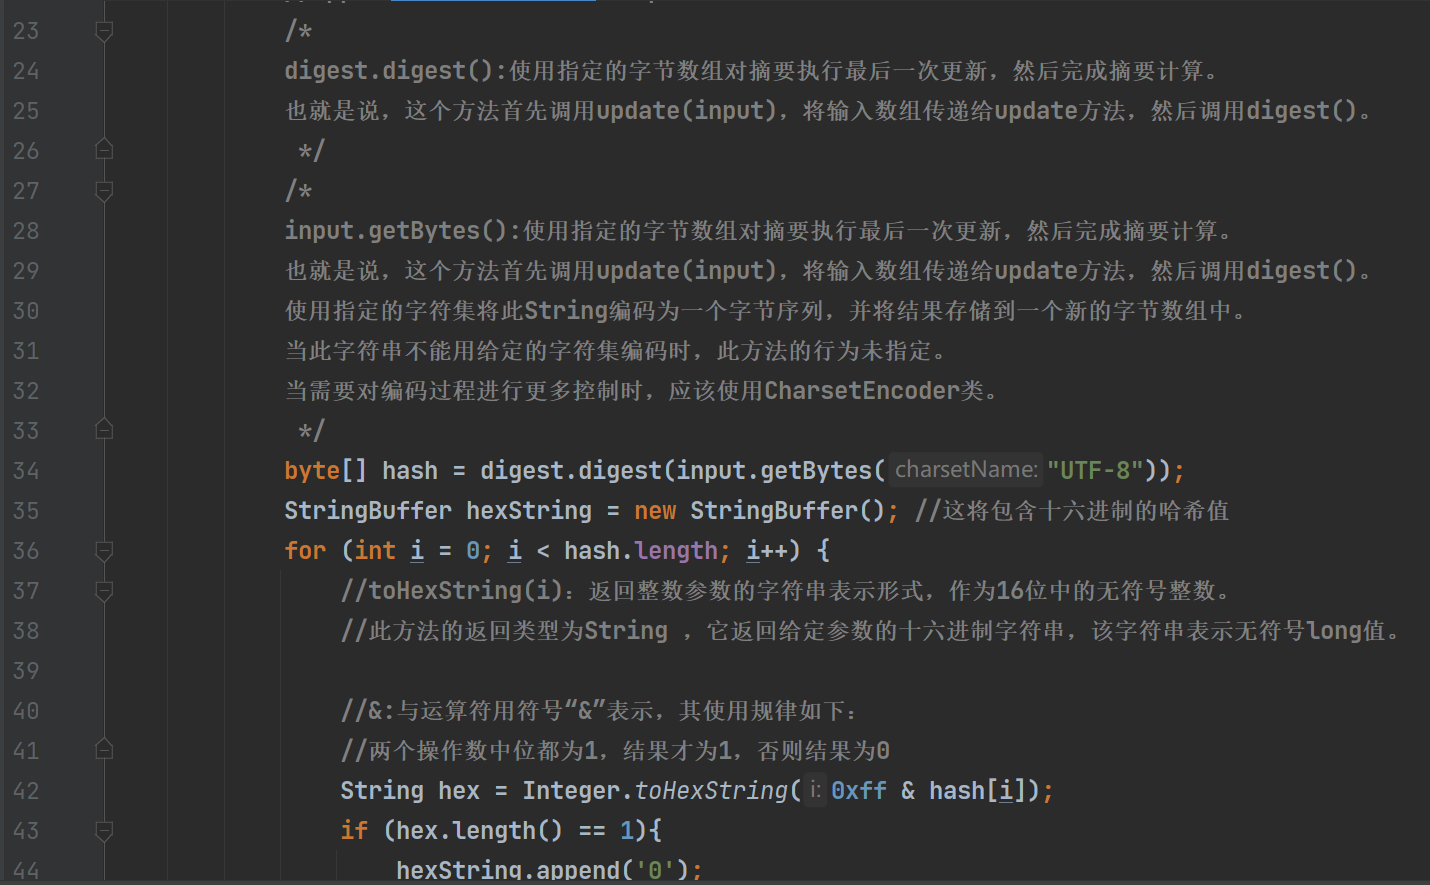 23 /*
24 digest.digest():使用指定的字节数组对摘要执行最后一次更新，然后完成摘要计算。
25 也就是说，这个方法首先调用update(input)，将输入数组传递给update方法，然后调用digest()。
26 */
27 /*
28 input.getBytes():使用指定的字节数组对摘要执行最后一次更新，然后完成摘要计算。
29 也就是说，这个方法首先调用update(input)，将输入数组传递给update方法，然后调用digest()。
30 使用指定的字符集将此String编码为一个字节序列，并将结果存储到一个新的字节数组中。
31 当此字符串不能用给定的字符集编码时，此方法的行为未指定。
32 当需要对编码过程进行更多控制时，应该使用CharsetEncoder类。
33 */
34 byte[] hash = digest.digest(input.getBytes( charsetName: "UTF-8"));
35 StringBuffer hexString = new StringBuffer(); //这将包含十六进制的哈希值
36 for (int i = 0; i < hash.length; i++) {
37 //toHexString(i)：返回整数参数的字符串表示形式，作为16位中的无符号整数。
38 //此方法的返回类型为String ，它返回给定参数的十六进制字符串，该字符串表示无符号long值。
39
40 //&:与运算符用符号“&”表示，其使用规律如下：
41 //两个操作数中位都为1，结果才为1，否则结果为0
42 String hex = Integer.toHexString( i: 0xff & hash[i]);
43 if (hex.length() == 1){
44 hexString.append('0');